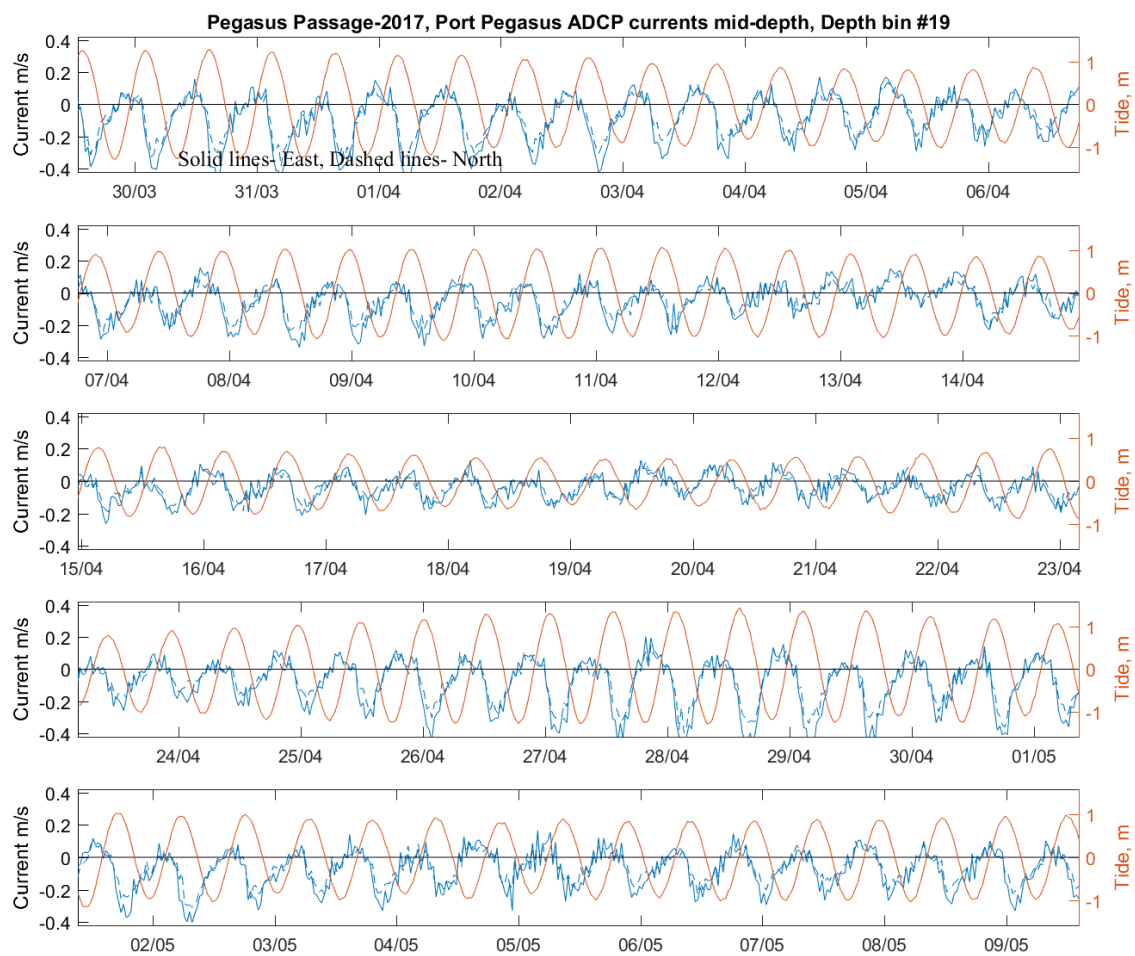 Pegasus Passage-2017, Port Pegasus ADCP currents mid-depth, Depth bin #19
Current m/s
0.4
0.2
0
-0.2
-0.4
Solid lines- East, Dashed lines- North
1
0
-1
Tide, m
30/03 31/03 01/04 02/04 03/04 04/04 05/04 06/04
Current m/s
0.4
0.2
0
-0.2
-0.4
1
0
-1
Tide, m
07/04 08/04 09/04 10/04 11/04 12/04 13/04 14/04
Current m/s
0.4
0.2
0
-0.2
-0.4
1
0
-1
Tide, m
15/04 16/04 17/04 18/04 19/04 20/04 21/04 22/04 23/04
Current m/s
0.4
0.2
0
-0.2
-0.4
1
0
-1
Tide, m
24/04 25/04 26/04 27/04 28/04 29/04 30/04 01/05
Current m/s
0.4
0.2
0
-0.2
-0.4
1
0
-1
Tide, m
02/05 03/05 04/05 05/05 06/05 07/05 08/05 09/05